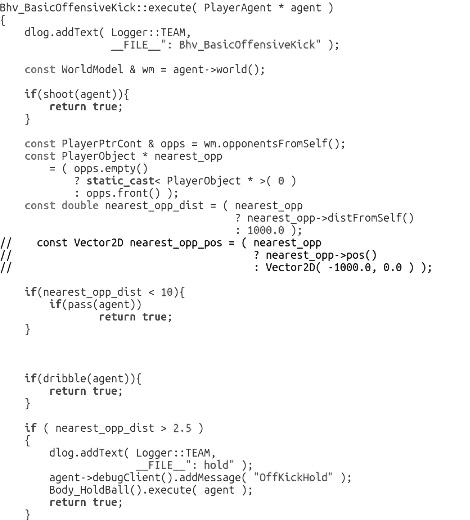 Bhv_BasicOffensiveKick::execute( PlayerAgent * agent )
{
    dlog.addText( Logger::TEAM,
                  __FILE__": Bhv_BasicOffensiveKick" );

    const WorldModel & wm = agent->world();

    if(shoot(agent)){
        return true;
    }

    const PlayerPtrCont & opps = wm.opponentsFromSelf();
    const PlayerObject * nearest_opp
        = ( opps.empty()
            ? static_cast< PlayerObject * >( 0 )
            : opps.front() );
    const double nearest_opp_dist = ( nearest_opp
                                      ? nearest_opp->distFromSelf()
                                      : 1000.0 );
//    const Vector2D nearest_opp_pos = ( nearest_opp
//                                       ? nearest_opp->pos()
//                                       : Vector2D( -1000.0, 0.0 ) );

    if(nearest_opp_dist < 10){
        if(pass(agent))
                return true;
    }

    if(dribble(agent)){
        return true;
    }

    if ( nearest_opp_dist > 2.5 )
    {
        dlog.addText( Logger::TEAM,
                      __FILE__": hold" );
        agent->debugClient().addMessage( "OffKickHold" );
        Body_HoldBall().execute( agent );
        return true;
    }